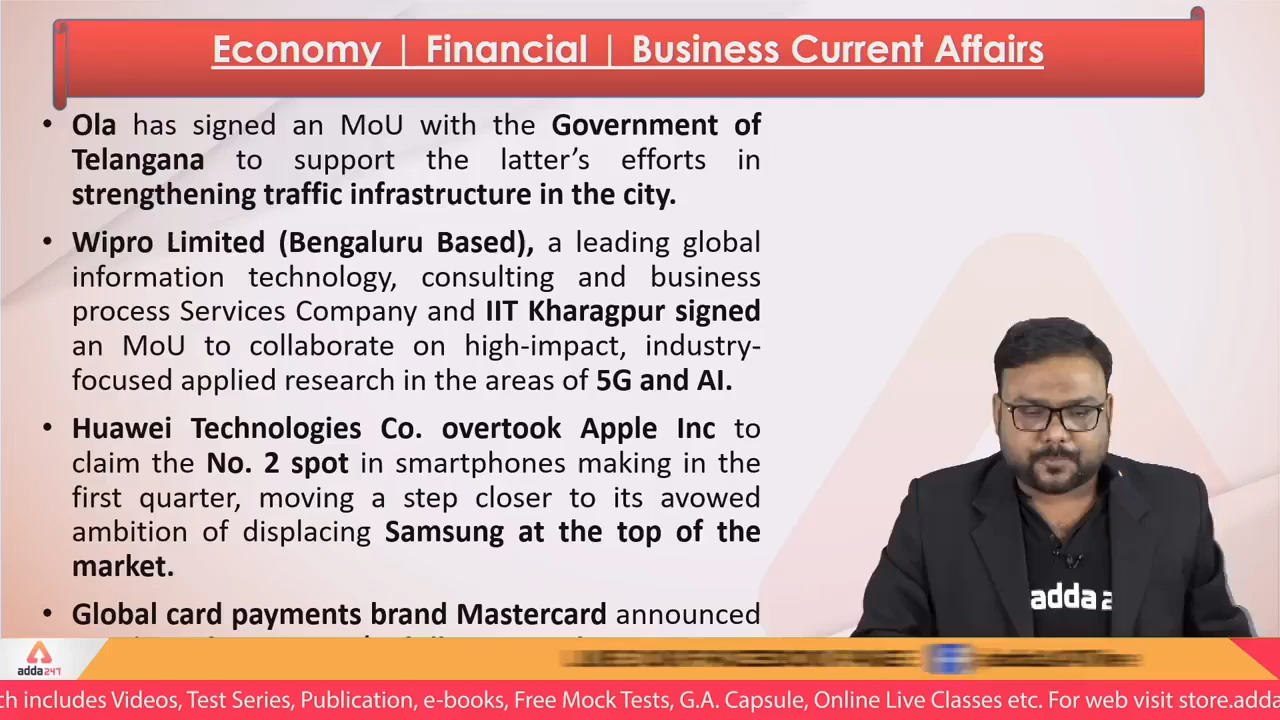 Economy | Financial | Business Current Affairs
• Ola has signed an MoU with the Government of
Telangana to support the latter’s efforts in
strengthening traffic infrastructure in the city.
• Wipro Limited (Bengaluru Based), a leading global
information technology, consulting and business
process Services Company and IIT Kharagpur signed
an MoU to collaborate on high-impact, industry-
focused applied research in the areas of 5G and AI.
• Huawei Technologies Co. overtook Apple Inc to
claim the No. 2 spot in smartphones making in the
first quarter, moving a step closer to its avowed
ambition of displacing Samsung at the top of the
market.
• Global card payments brand Mastercard announced
adda 2
adda247
th includes Videos, Test Series, Publication, e-books, Free Mock Tests, G.A. Capsule, Online Live Classes etc. For web visit store.adda